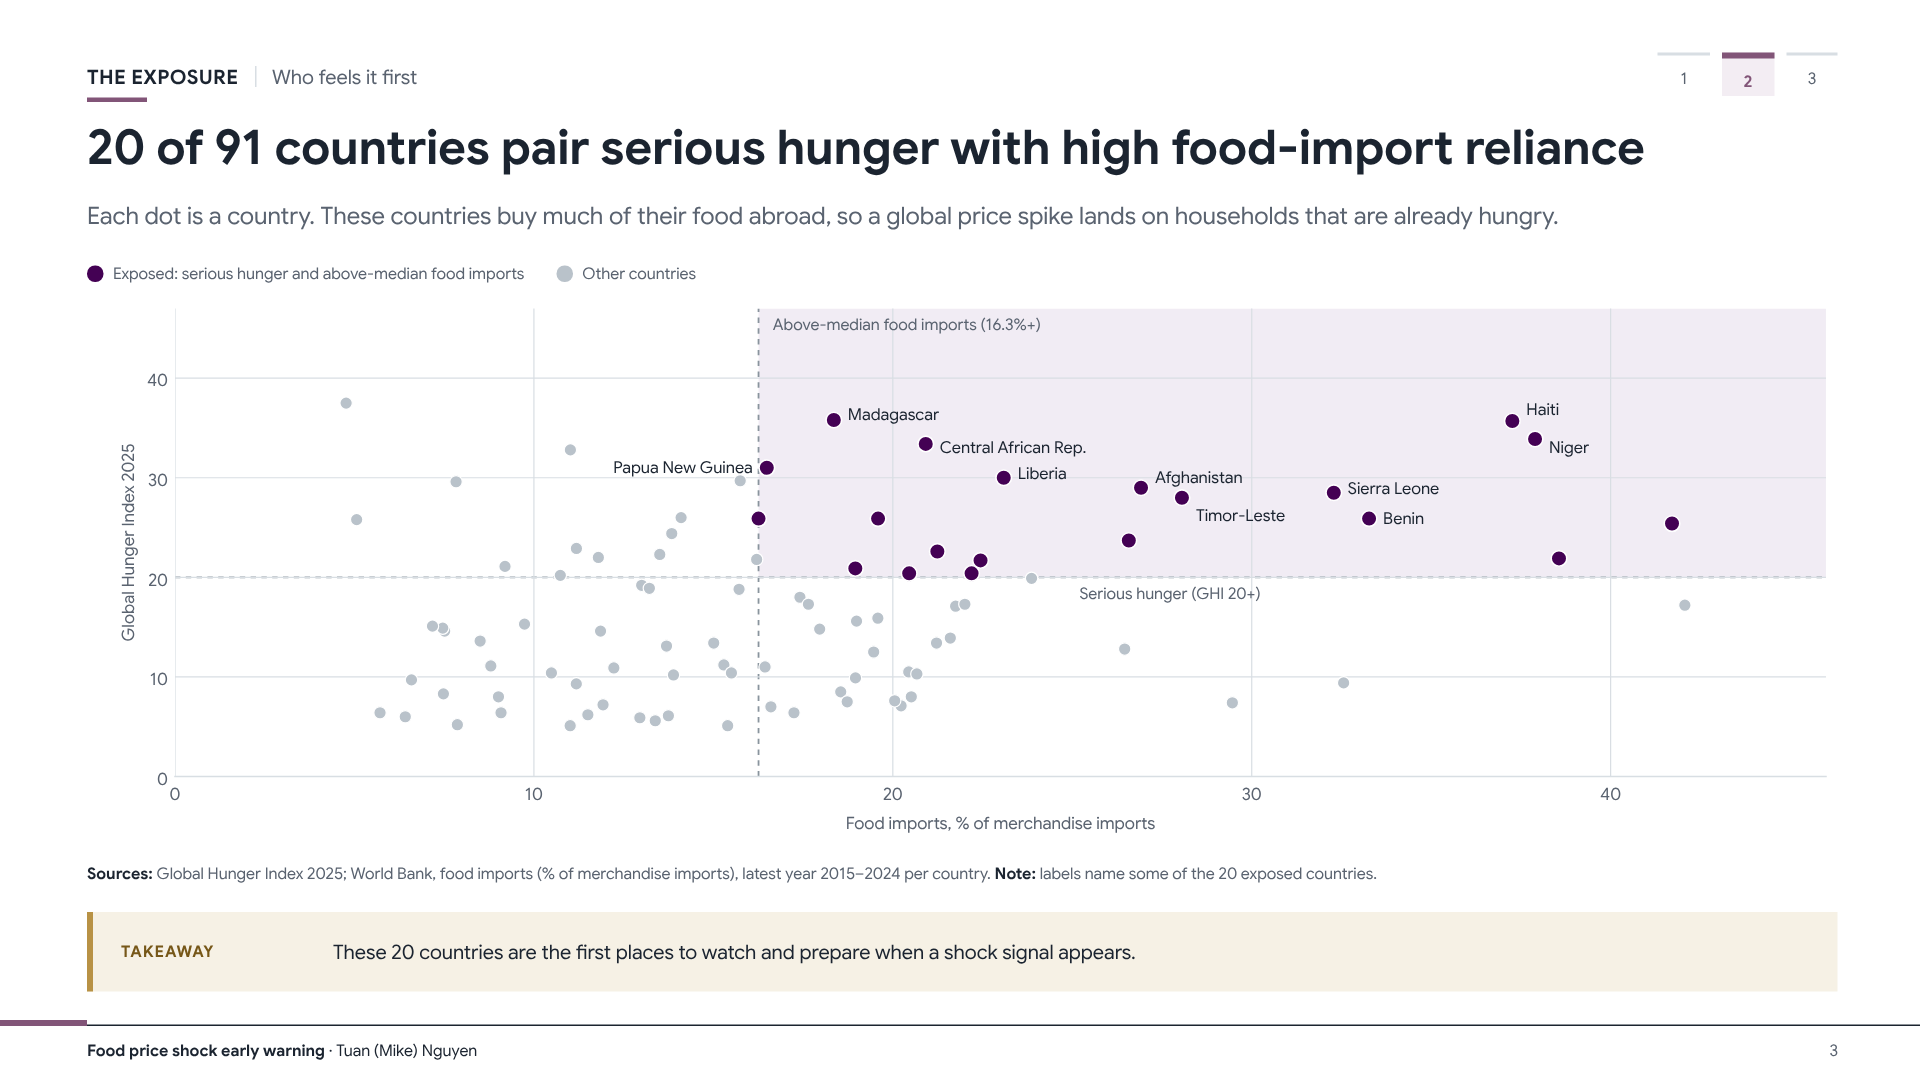 THE EXPOSURE Who feels it first
1 2 3
20 of 91 countries pair serious hunger with high food-import reliance
Each dot is a country. These countries buy much of their food abroad, so a global price spike lands on households that are already hungry.
Exposed: serious hunger and above-median food imports Other countries
Above-median food imports (16.3%+)
40
Madagascar
Haiti
Central African Rep.
Niger
Papua New Guinea
Liberia
Afghanistan
30
Sierra Leone
Timor-Leste
Benin
Global Hunger Index 2025
20
Serious hunger (GHI 20+)
10
0
0 10 20 30 40
Food imports, % of merchandise imports
Sources: Global Hunger Index 2025; World Bank, food imports (% of merchandise imports), latest year 2015–2024 per country. Note: labels name some of the 20 exposed countries.
TAKEAWAY These 20 countries are the first places to watch and prepare when a shock signal appears.
Food price shock early warning · Tuan (Mike) Nguyen 3